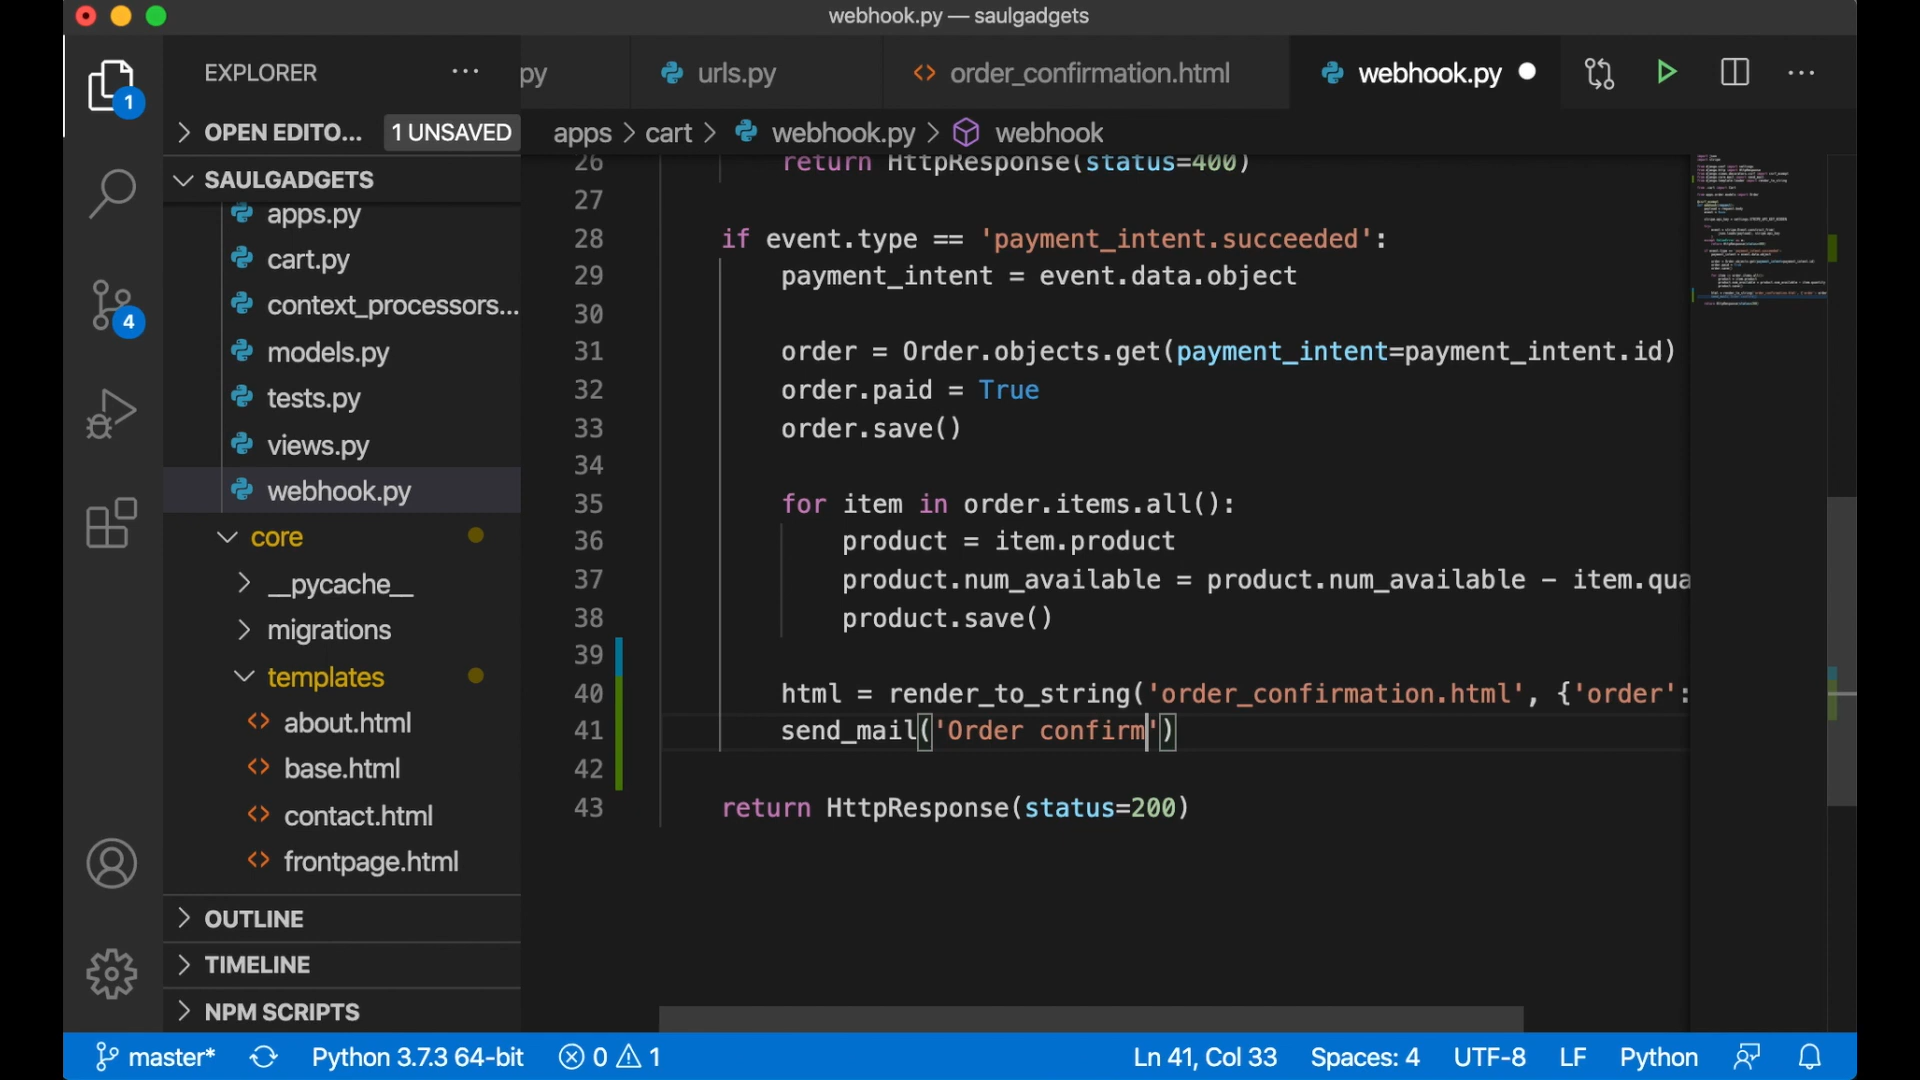 webhook.py — saulgadgets
EXPLORER
py
urls.py
order_confirmation.html
webhook.py
1
OPEN EDITO...
1 UNSAVED
apps
cart
webhook.py
webhook
SAULGADGETS
apps.py
cart.py
context_processors...
models.py
tests.py
views.py
webhook.py
core
__pycache__
migrations
templates
about.html
base.html
contact.html
frontpage.html
OUTLINE
TIMELINE
NPM SCRIPTS
4
26 return HttpResponse(status=400)
27
28 if event.type == 'payment_intent.succeeded':
29 payment_intent = event.data.object
30
31 order = Order.objects.get(payment_intent=payment_intent.id)
32 order.paid = True
33 order.save()
34
35 for item in order.items.all():
36 product = item.product
37 product.num_available = product.num_available - item.qua
38 product.save()
39
40 html = render_to_string('order_confirmation.html', {'order':
41 send_mail('Order confirm')
42
43 return HttpResponse(status=200)
master*
Python 3.7.3 64-bit
0
1
Ln 41, Col 33
Spaces: 4
UTF-8
LF
Python